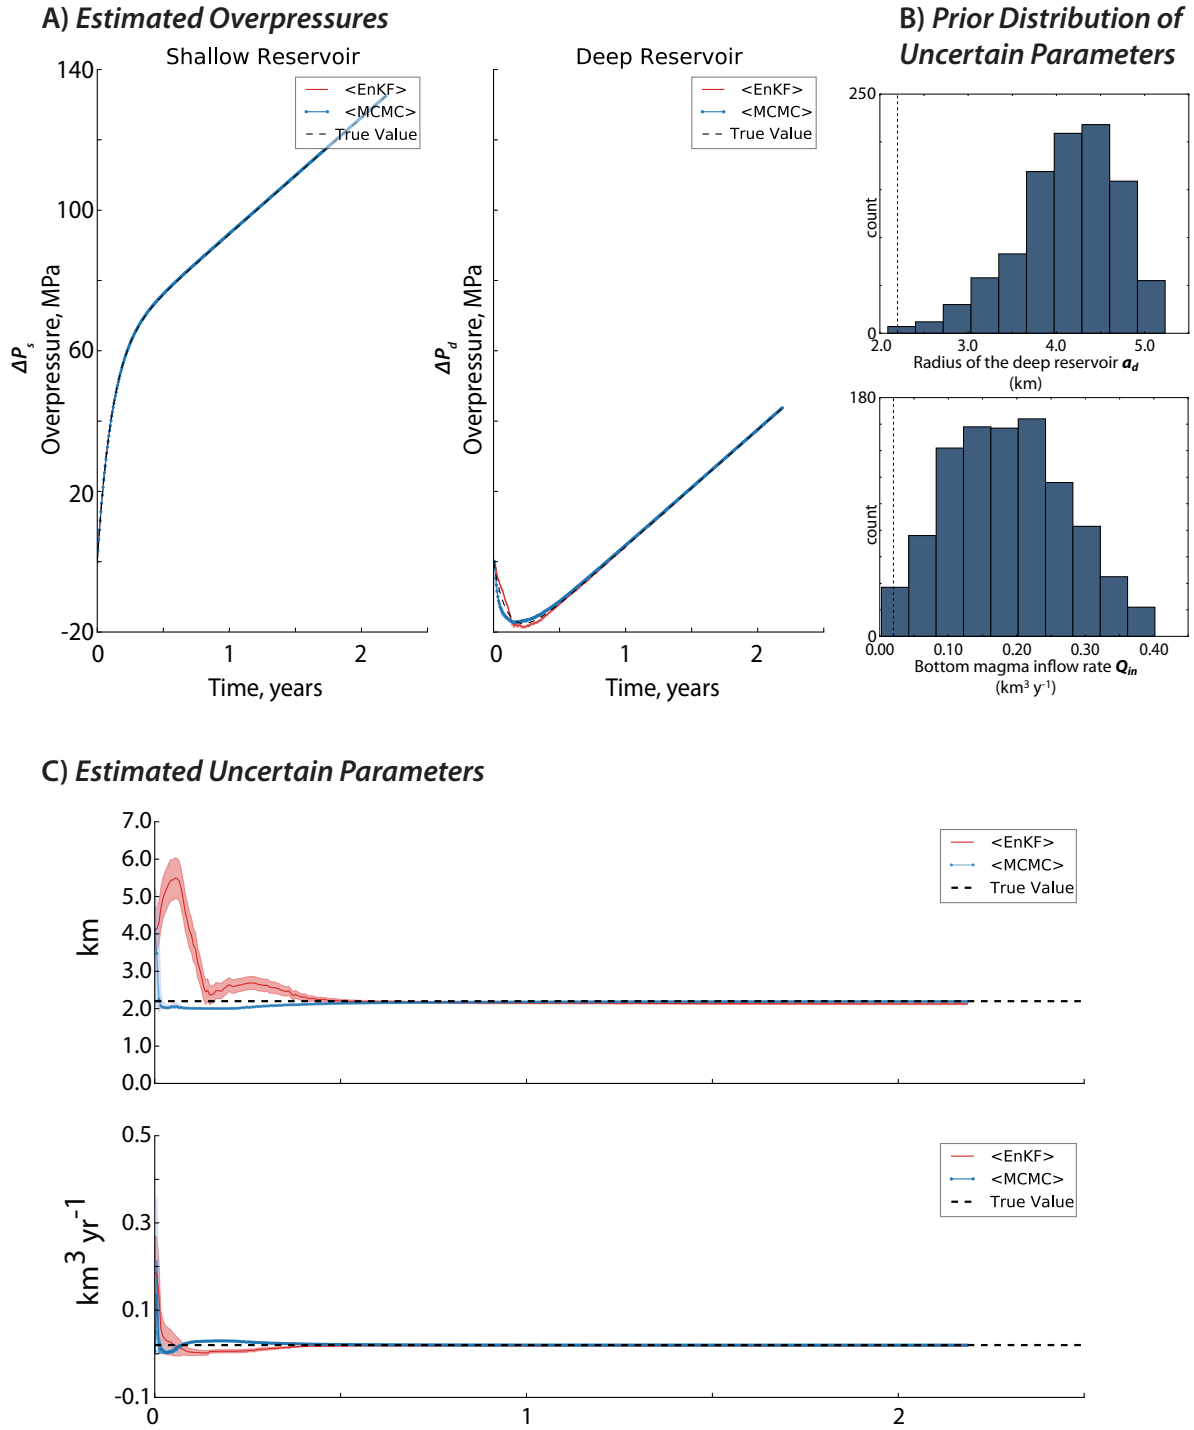 A) Estimated Overpressures
Shallow Reservoir
140
100
60
20
-20
ΔPs
Overpressure, MPa
<EnKF>
<MCMC>
True Value
0
1
2
Time, years
Deep Reservoir
ΔPd
Overpressure, MPa
<EnKF>
<MCMC>
True Value
0
1
2
Time, years
B) Prior Distribution of
Uncertain Parameters
250
count
0
2.0 3.0 4.0 5.0
Radius of the deep reservoir ad
(km)
180
count
0
0.00 0.10 0.20 0.30 0.40
Bottom magma inflow rate Qin
(km³ y⁻¹)
C) Estimated Uncertain Parameters
7.0
6.0
5.0
4.0
3.0
2.0
1.0
0.0
km
<EnKF>
<MCMC>
True Value
0.5
0.3
0.1
-0.1
km³ yr⁻¹
<EnKF>
<MCMC>
True Value
0
1
2